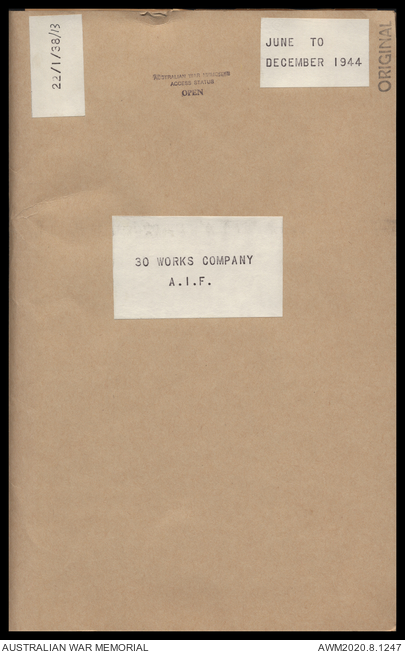 22/1/38/13
JUNE TO
DECEMBER 1944
ORIGINAL
AUSTRALIAN WAR MEMORIAL
ACCESS STATUS
OPEN
30 WORKS COMPANY
A.I.F.
AUSTRALIAN WAR MEMORIAL
AWM2020.8.1247